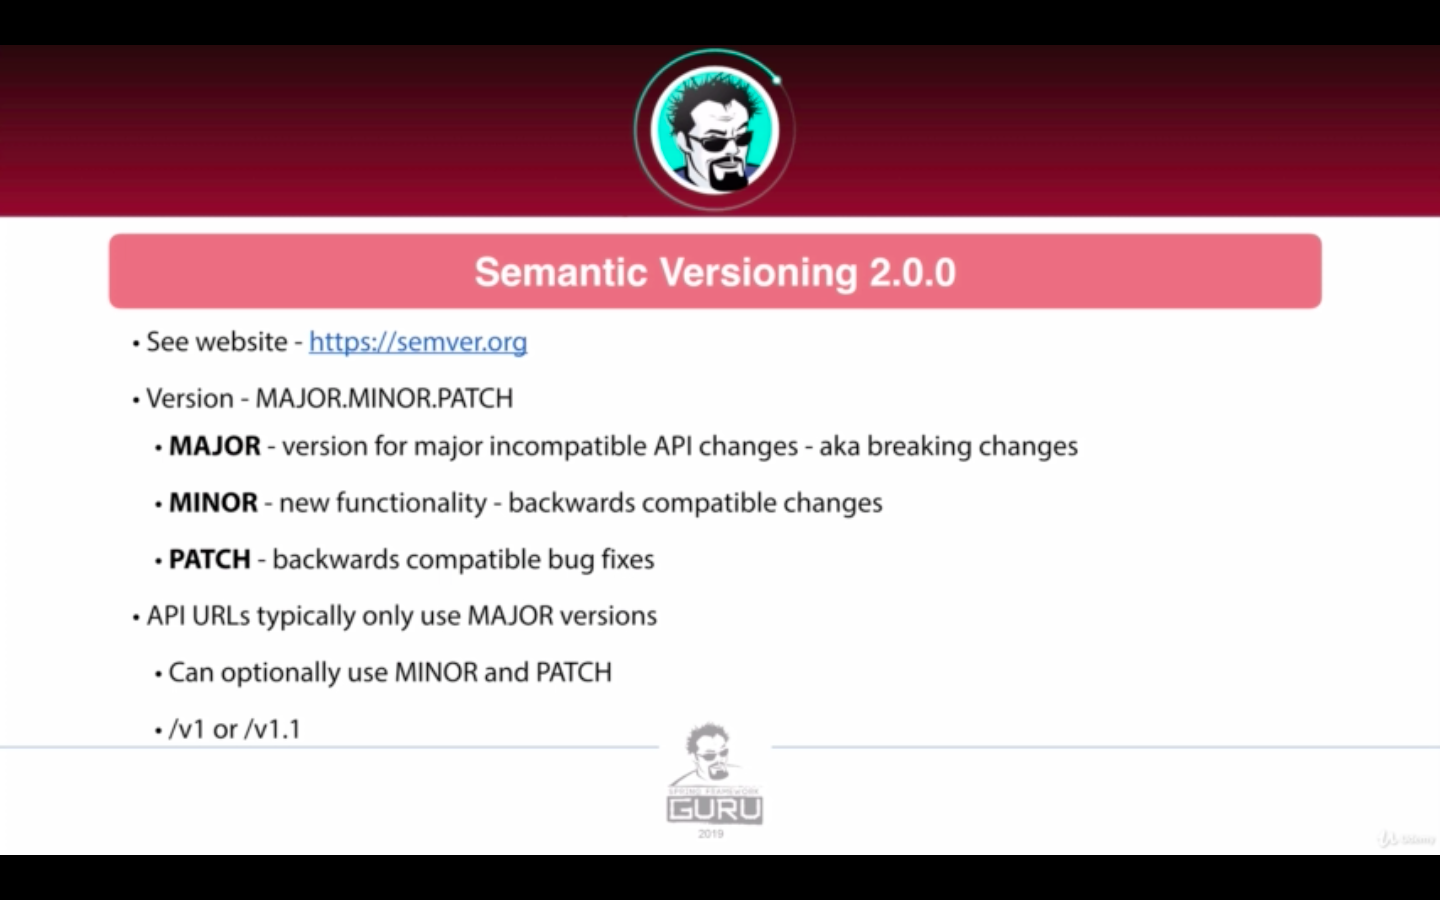 Semantic Versioning 2.0.0
• See website - https://semver.org
• Version - MAJOR.MINOR.PATCH
• MAJOR - version for major incompatible API changes - aka breaking changes
• MINOR - new functionality - backwards compatible changes
• PATCH - backwards compatible bug fixes
• API URLs typically only use MAJOR versions
• Can optionally use MINOR and PATCH
• /v1 or /v1.1
SPRING FRAMEWORK
GURU
2019
Udemy